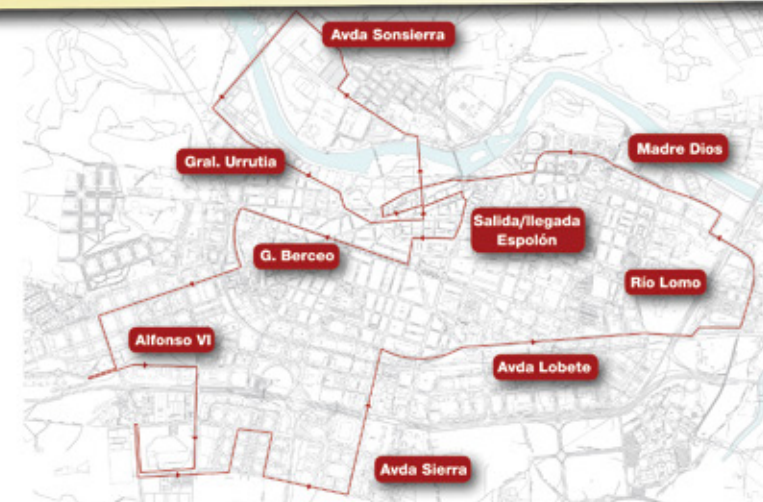 Avda Sonsierra
Madre Dios
Gral. Urrutia
Salida/llegada
Espolón
G. Berceo
Río Lomo
Alfonso VI
Avda Lobete
Avda Sierra